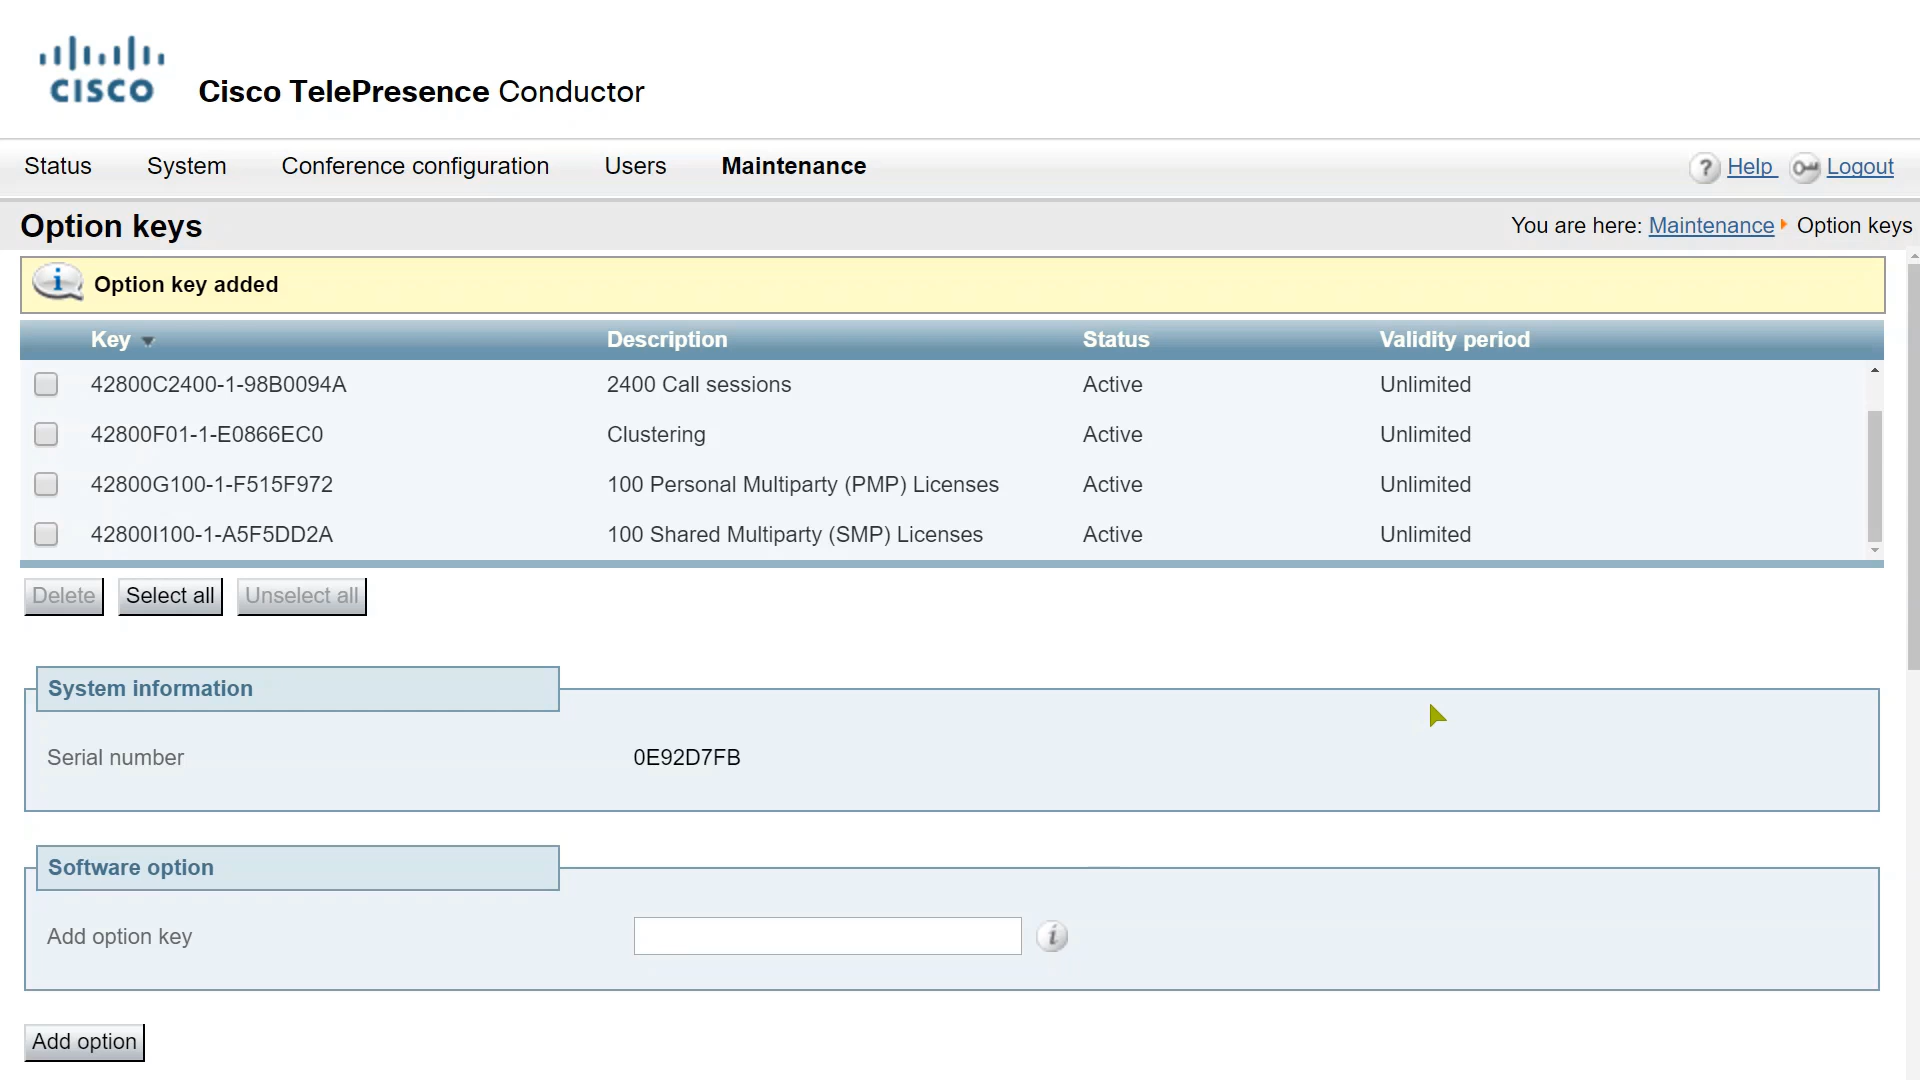 CISCO
Cisco TelePresence Conductor
Status System Conference configuration Users Maintenance ? Help Logout
Option keys You are here: Maintenance Option keys
i Option key added
Key Description Status Validity period
42800C2400-1-98B0094A 2400 Call sessions Active Unlimited
42800F01-1-E0866EC0 Clustering Active Unlimited
42800G100-1-F515F972 100 Personal Multiparty (PMP) Licenses Active Unlimited
42800I100-1-A5F5DD2A 100 Shared Multiparty (SMP) Licenses Active Unlimited
Delete Select all Unselect all
System information
Serial number 0E92D7FB
Software option
Add option key i
Add option